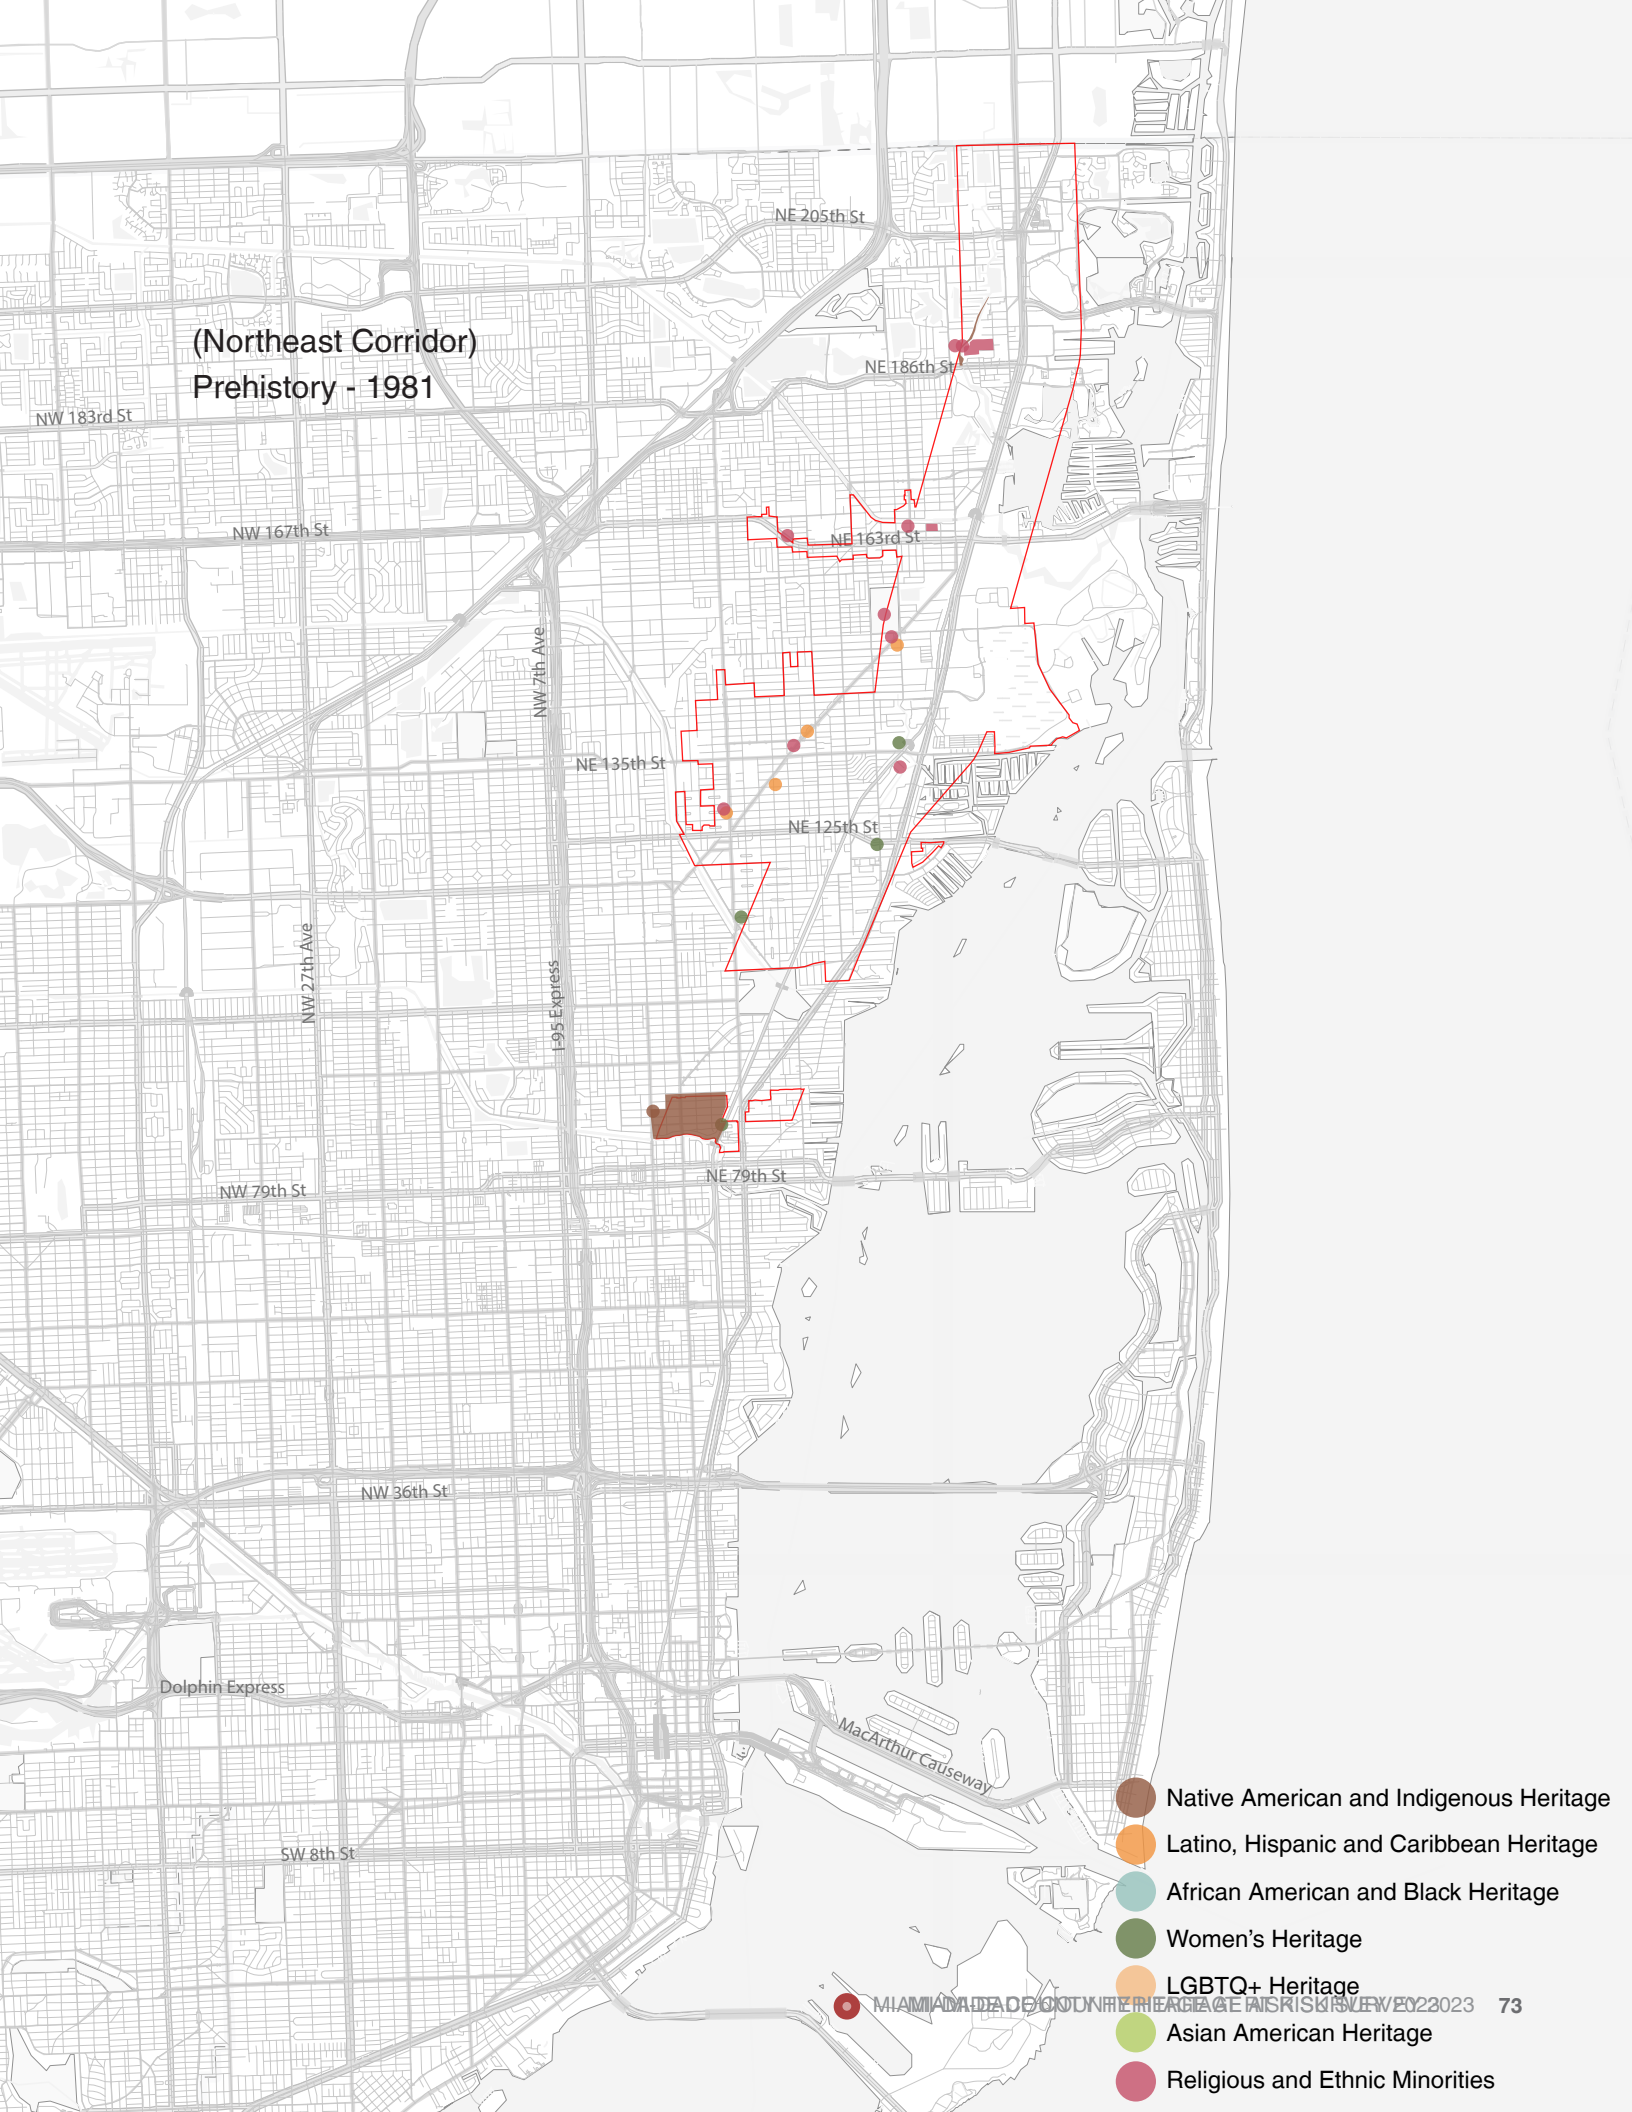 NE 205th St
(Northeast Corridor)
Prehistory - 1981
NE 186th St
NW 183rd St
NW 167th St
NE 163rd St
NW 7th Ave
NE 135th St
NE 125th St
NW 27th Ave
I-95 Express
NE 79th St
NW 79th St
NW 36th St
Dolphin Express
MacArthur Causeway
SW 8th St
Native American and Indigenous Heritage
Latino, Hispanic and Caribbean Heritage
African American and Black Heritage
Women's Heritage
LGBTQ+ Heritage
73
Asian American Heritage
Religious and Ethnic Minorities